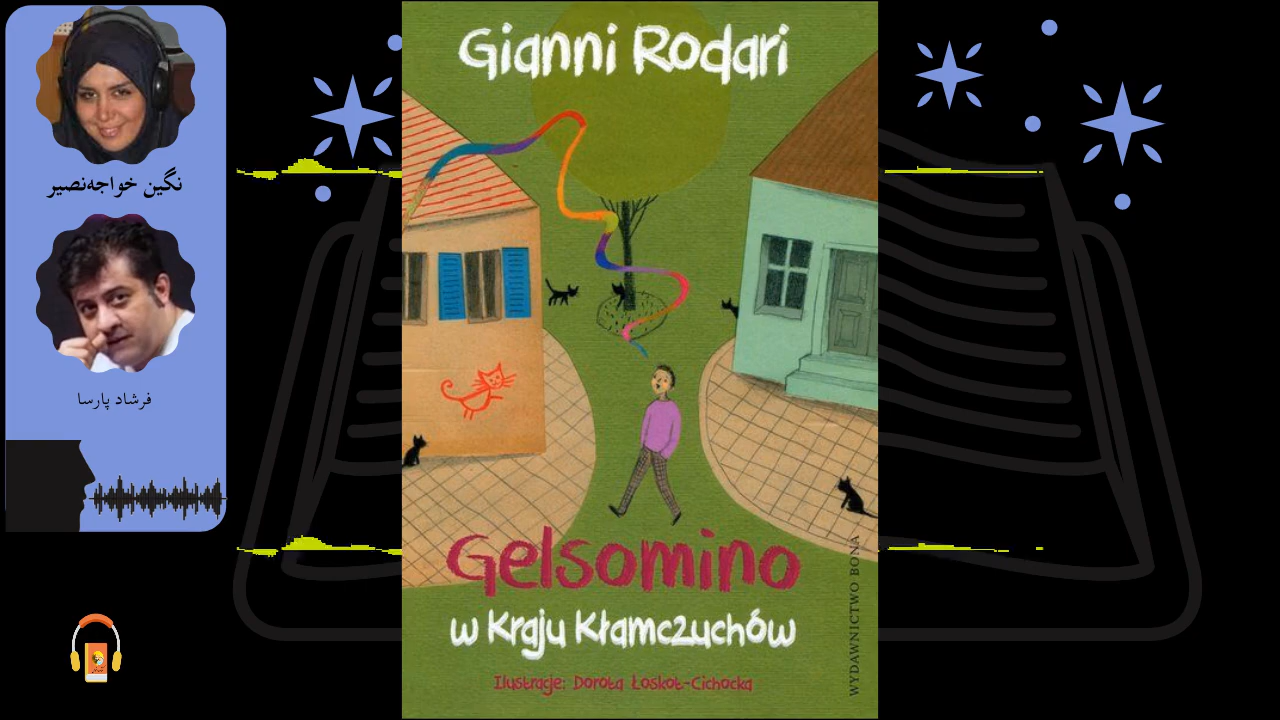 نگین خواجه‌نصیر
فرشاد پارسا
Gianni Rodari
Gelsomino
w Kraju Kłamczuchów
Ilustracje: Dorota Łoskot-Cichocka
WYDAWNICTWO BONA